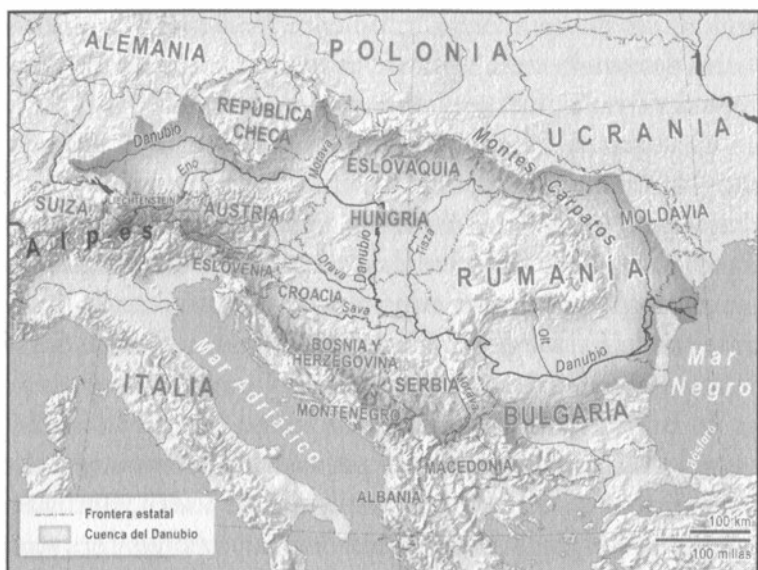 ALEMANIA
POLONIA
REPÚBLICA
CHECA
UCRANIA
Danubio
Eno
Morava
ESLOVAQUIA
Montes Carpatos
LIECHTENSTEIN
SUIZA
AUSTRIA
HUNGRÍA
MOLDAVIA
Alpes
Danubio
Tisza
Drava
ESLOVENIA
RUMANÍA
CROACIA
Sava
Olt
BOSNIA Y
HERZEGOVINA
Danubio
Mar
Negro
ITALIA
Mar Adriático
SERBIA
Morava
MONTENEGRO
BULGARIA
MACEDONIA
Bósforo
ALBANIA
Frontera estatal
Cuenca del Danubio
100 km
100 millas